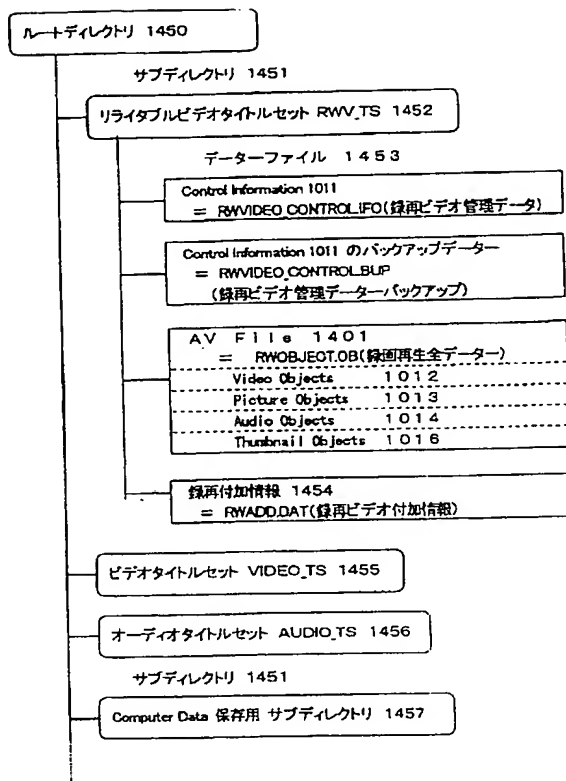 ルートディレクトリ 1450
サブディレクトリ 1451
リライタブルビデオタイトルセット RWV_TS 1452
データーファイル 1453
Control Information 1011
= RWVIDEO_CONTROL.IFO(録再ビデオ管理データ)
Control Information 1011 のバックアップデーター
= RWVIDEO_CONTROL.BUP
(録再ビデオ管理データーバックアップ)
AV File 1401
= RWOBJECT.OB(録画再生全データー)
Video Objects 1012
Picture Objects 1013
Audio Objects 1014
Thumbnail Objects 1016
録再付加情報 1454
= RWADD.DAT(録再ビデオ付加情報)
ビデオタイトルセット VIDEO_TS 1455
オーディオタイトルセット AUDIO_TS 1456
サブディレクトリ 1451
Computer Data 保存用 サブディレクトリ 1457